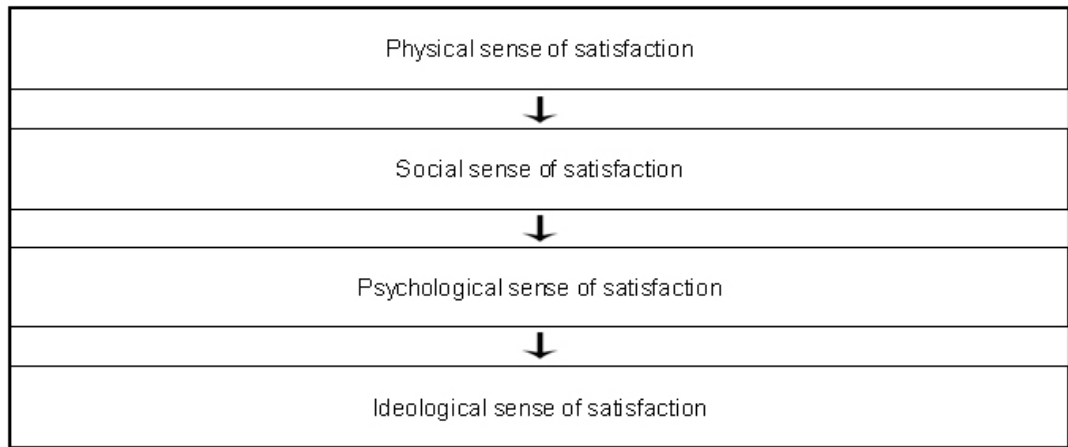 Physical sense of satisfaction
Social sense of satisfaction
Psychological sense of satisfaction
Ideological sense of satisfaction